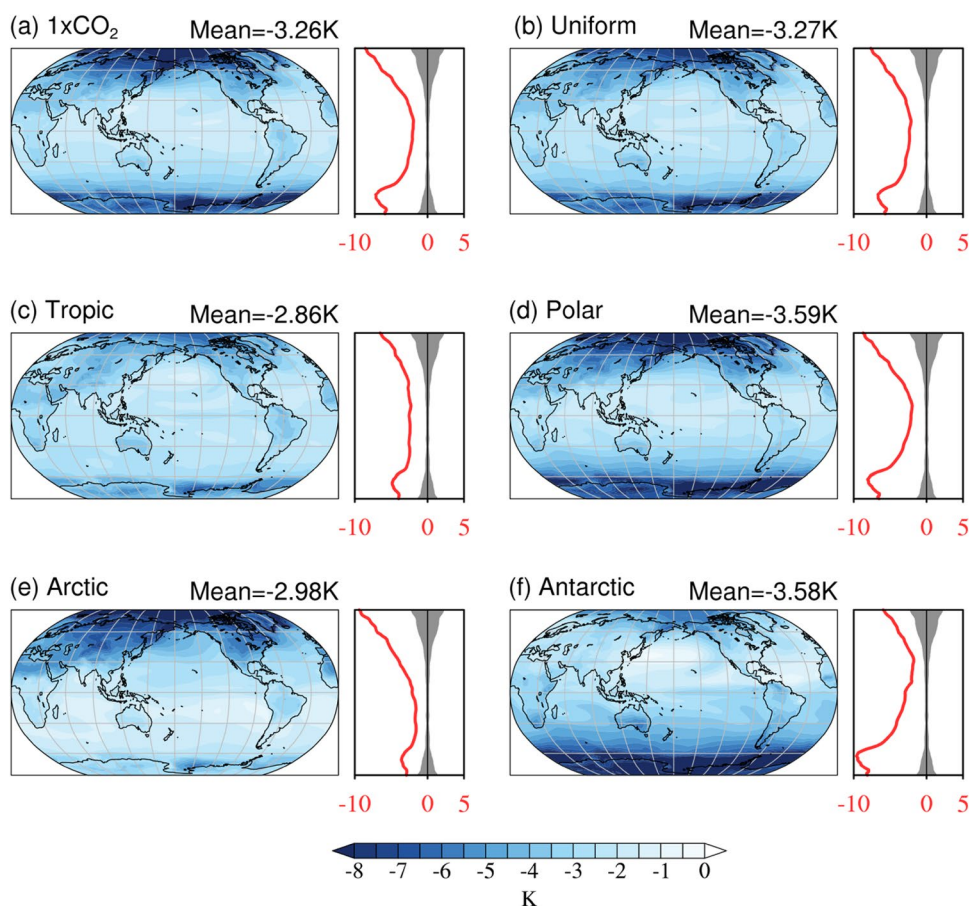 (a) 1xCO₂ Mean=-3.26K
-10 0 5
(b) Uniform Mean=-3.27K
-10 0 5
(c) Tropic Mean=-2.86K
-10 0 5
(d) Polar Mean=-3.59K
-10 0 5
(e) Arctic Mean=-2.98K
-10 0 5
(f) Antarctic Mean=-3.58K
-10 0 5
-8 -7 -6 -5 -4 -3 -2 -1 0
K